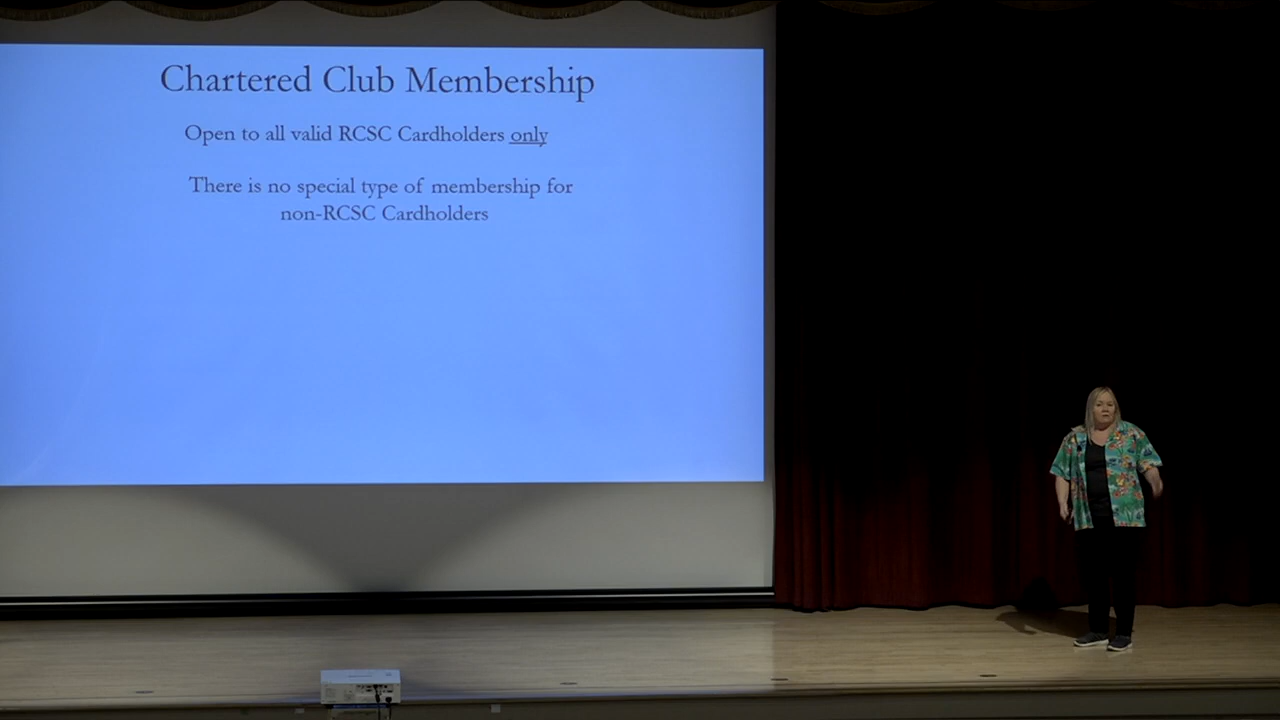 Chartered Club Membership
Open to all valid RCSC Cardholders only
There is no special type of membership for
non-RCSC Cardholders